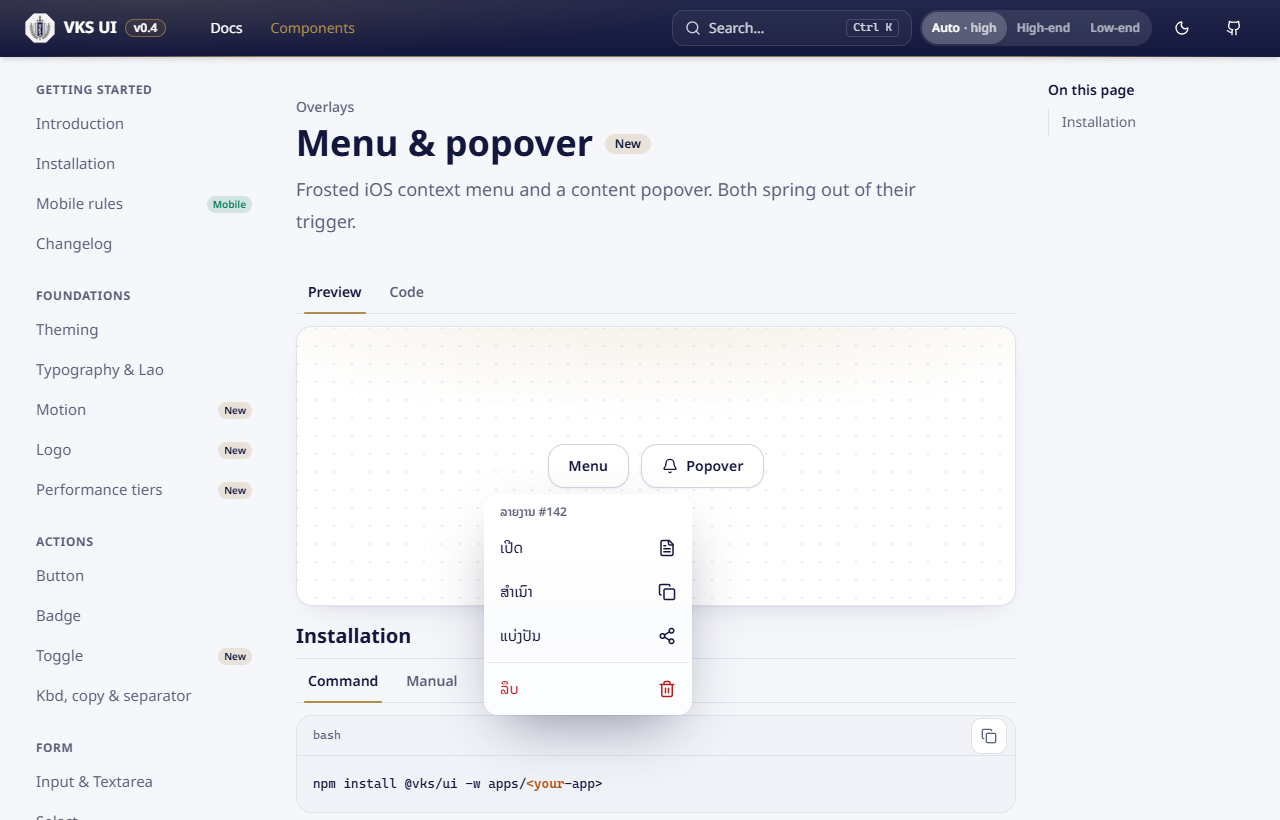 VKS UI v0.4 Docs Components Search... Ctrl K Auto · high High-end Low-end
GETTING STARTED
Introduction
Installation
Mobile rules Mobile
Changelog
FOUNDATIONS
Theming
Typography & Lao
Motion New
Logo New
Performance tiers New
ACTIONS
Button
Badge
Toggle New
Kbd, copy & separator
FORM
Input & Textarea
Select
Overlays
Menu & popover New
Frosted iOS context menu and a content popover. Both spring out of their
trigger.
Preview Code
Menu Popover
ລາຍງານ #142
ເປີດ
ສຳເນົາ
ແບ່ງປັນ
ລຶບ
Installation
Command Manual
bash
npm install @vks/ui -w apps/<your-app>
On this page
Installation